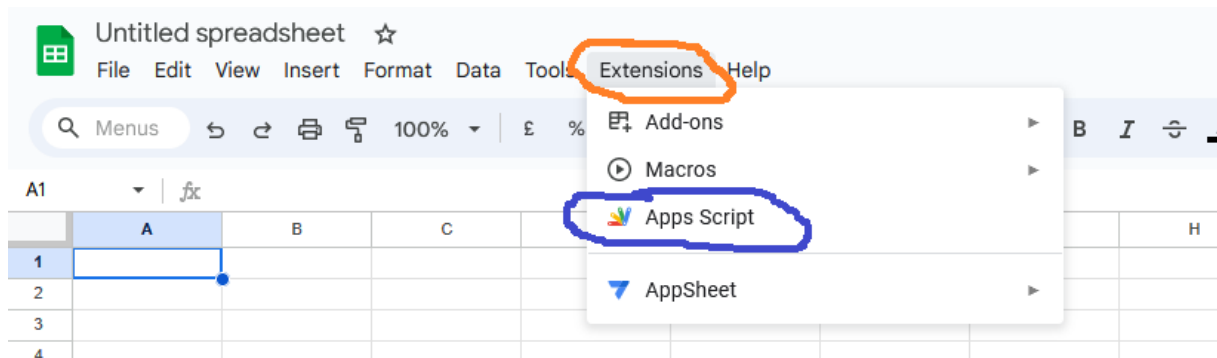 Untitled spreadsheet
File Edit View Insert Format Data Tools Extensions Help
Menus 100% £ % B I S
Add-ons
Macros
A1 fx
Apps Script
A B C H
1
AppSheet
2
3
4